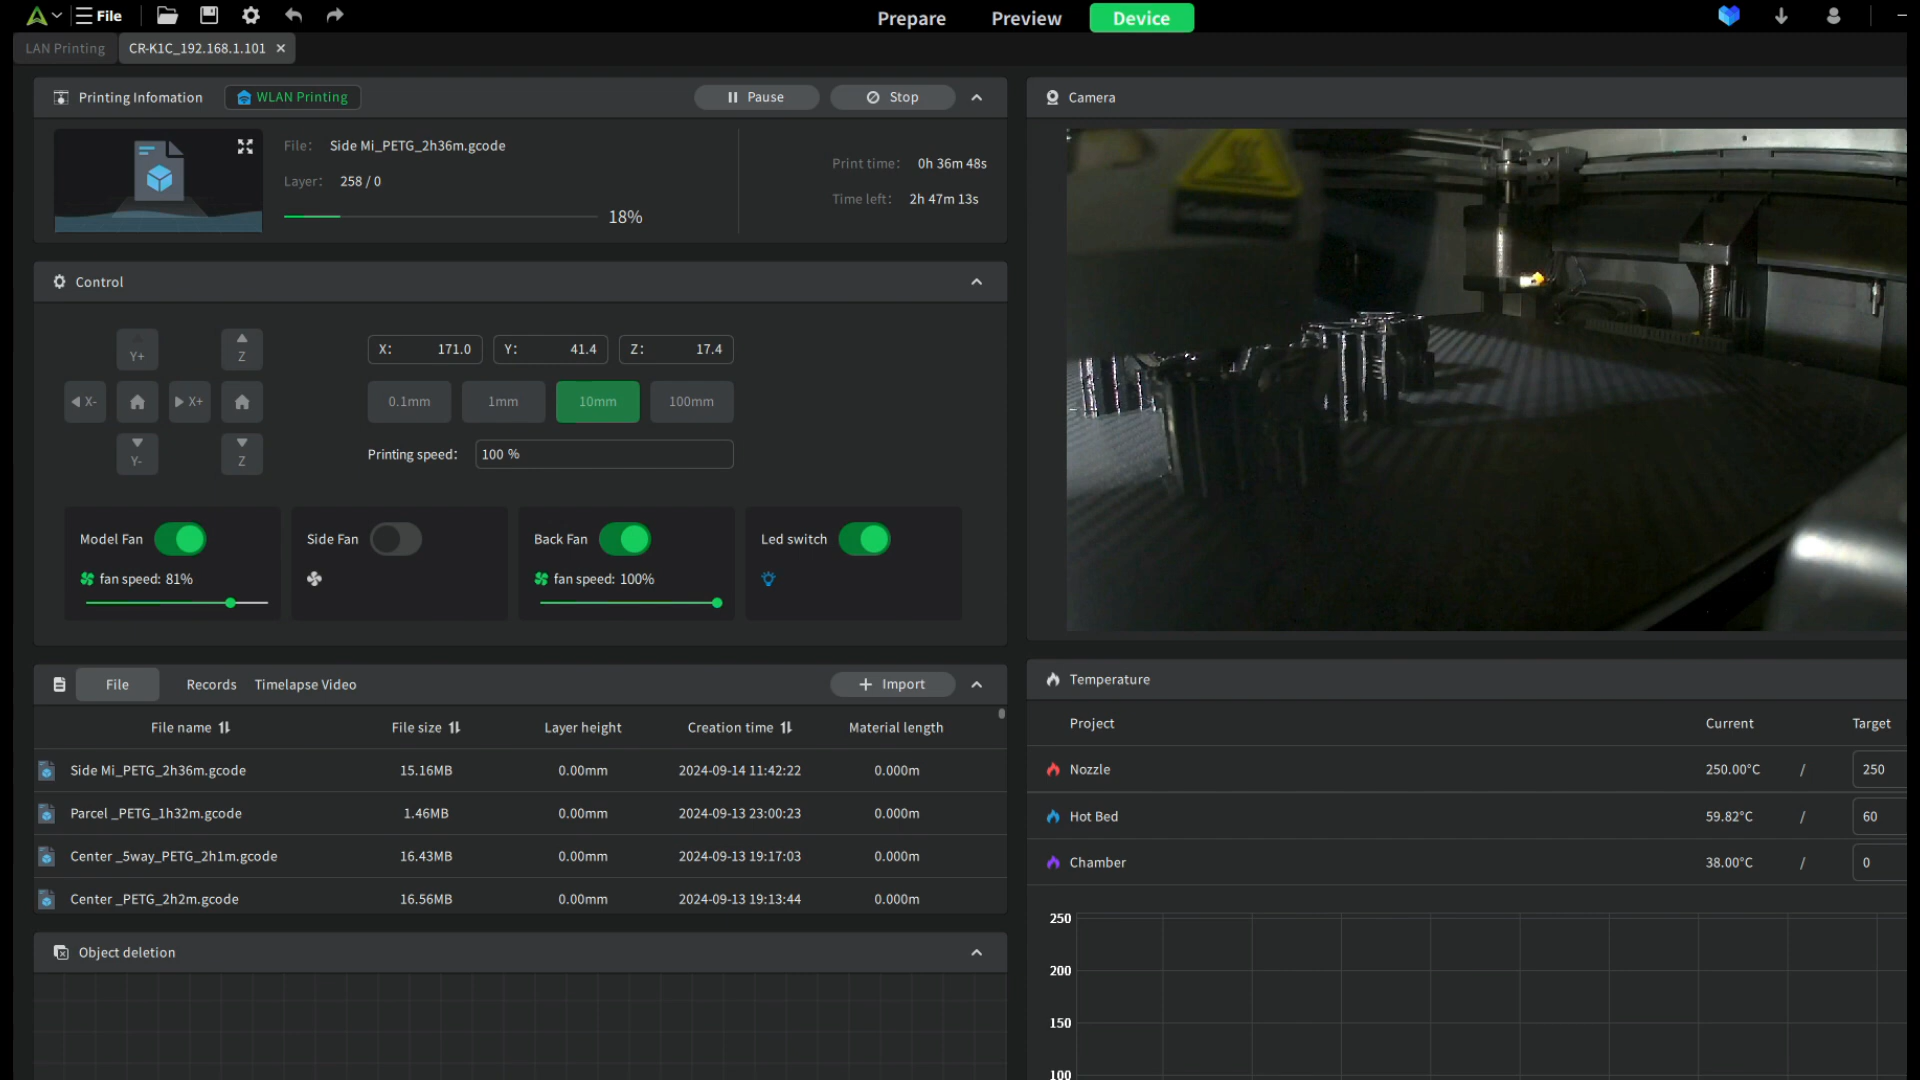 File
Prepare
Preview
Device
LAN Printing
CR-K1C_192.168.1.101
Printing Infomation
WLAN Printing
Pause
Stop
File: Side Mi_PETG_2h36m.gcode
Layer: 258 / 0
18%
Print time: 0h 36m 48s
Time left: 2h 47m 13s
Camera
Control
Y+
Z
X-
X+
Y-
Z
X: 171.0
Y: 41.4
Z: 17.4
0.1mm
1mm
10mm
100mm
Printing speed: 100 %
Model Fan
fan speed: 81%
Side Fan
Back Fan
fan speed: 100%
Led switch
File
Records
Timelapse Video
Import
File name File size Layer height Creation time Material length
Side Mi_PETG_2h36m.gcode 15.16MB 0.00mm 2024-09-14 11:42:22 0.000m
Parcel _PETG_1h32m.gcode 1.46MB 0.00mm 2024-09-13 23:00:23 0.000m
Center _5way_PETG_2h1m.gcode 16.43MB 0.00mm 2024-09-13 19:17:03 0.000m
Center _PETG_2h2m.gcode 16.56MB 0.00mm 2024-09-13 19:13:44 0.000m
Object deletion
Temperature
Project Current Target
Nozzle 250.00°C / 250
Hot Bed 59.82°C / 60
Chamber 38.00°C / 0
250
200
150
100